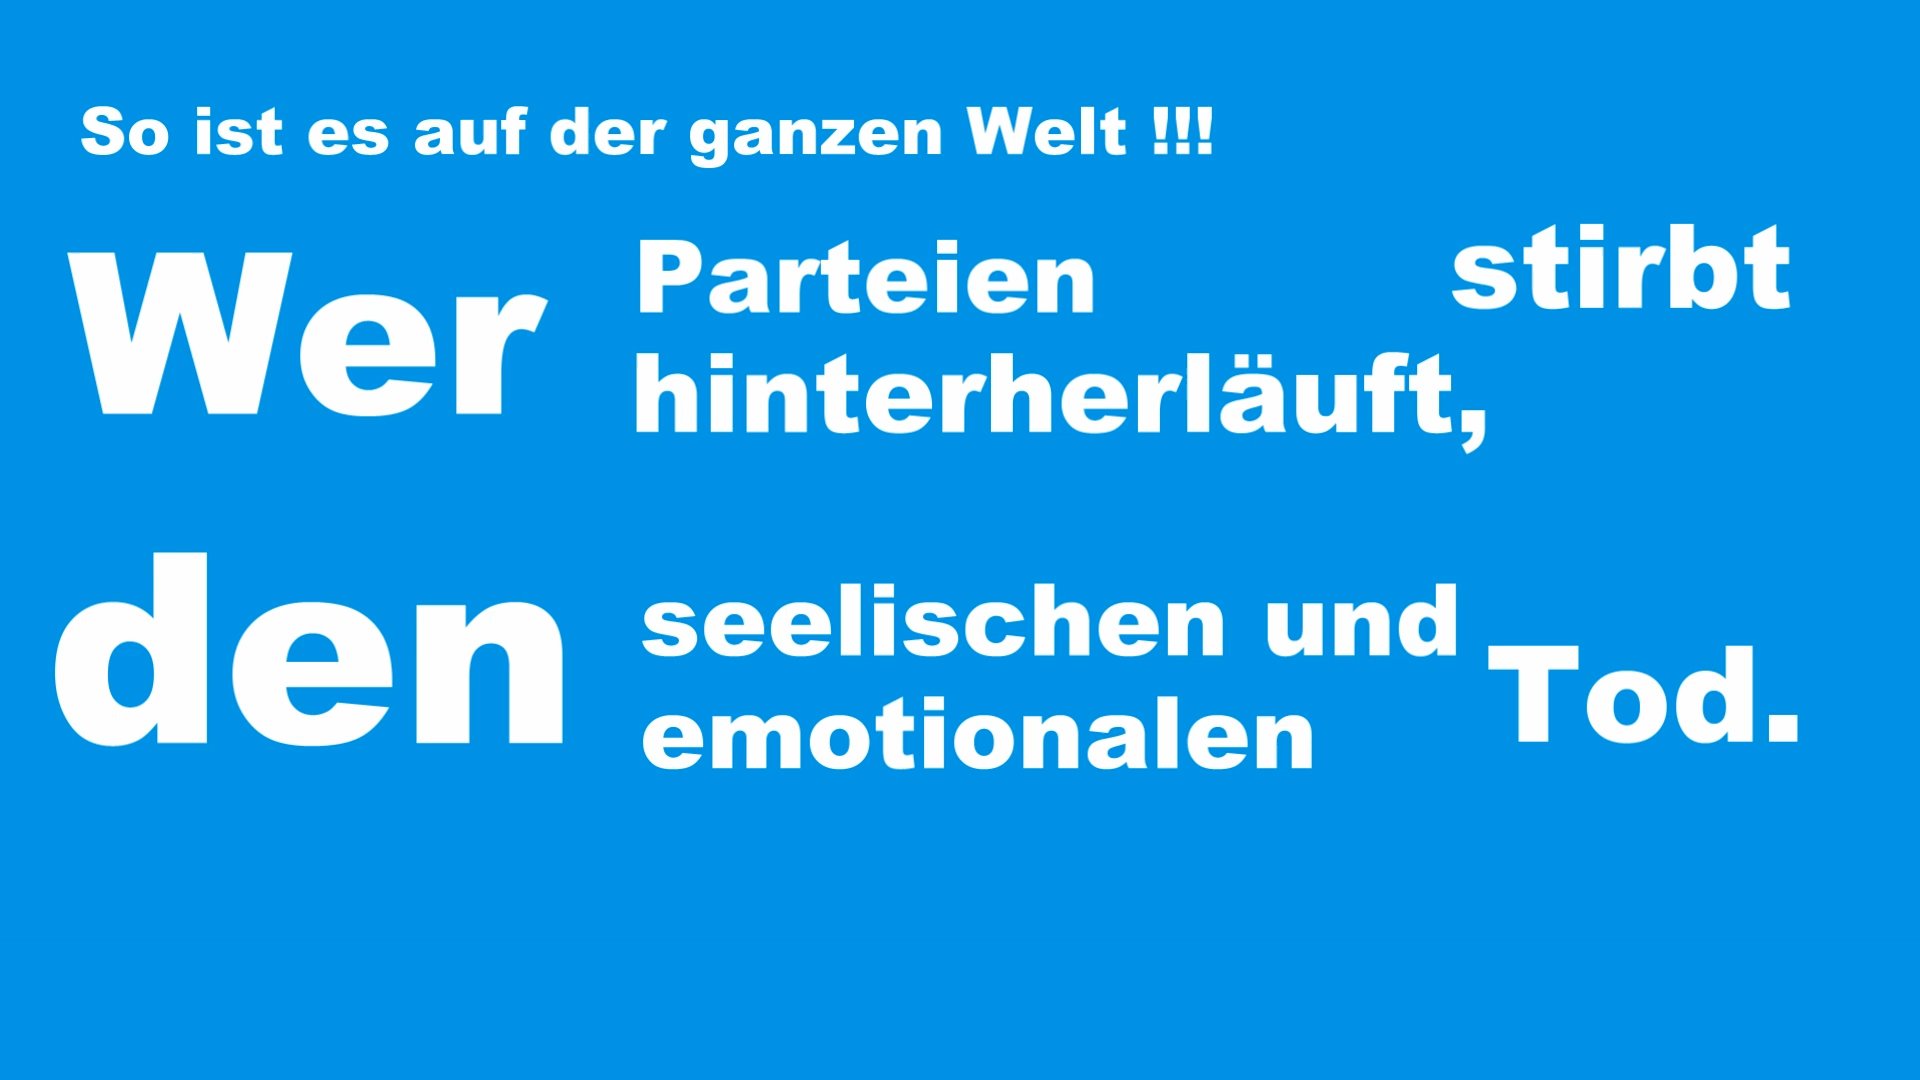 So ist es auf der ganzen Welt !!!
Wer Parteien hinterherläuft, stirbt
den seelischen und emotionalen Tod.